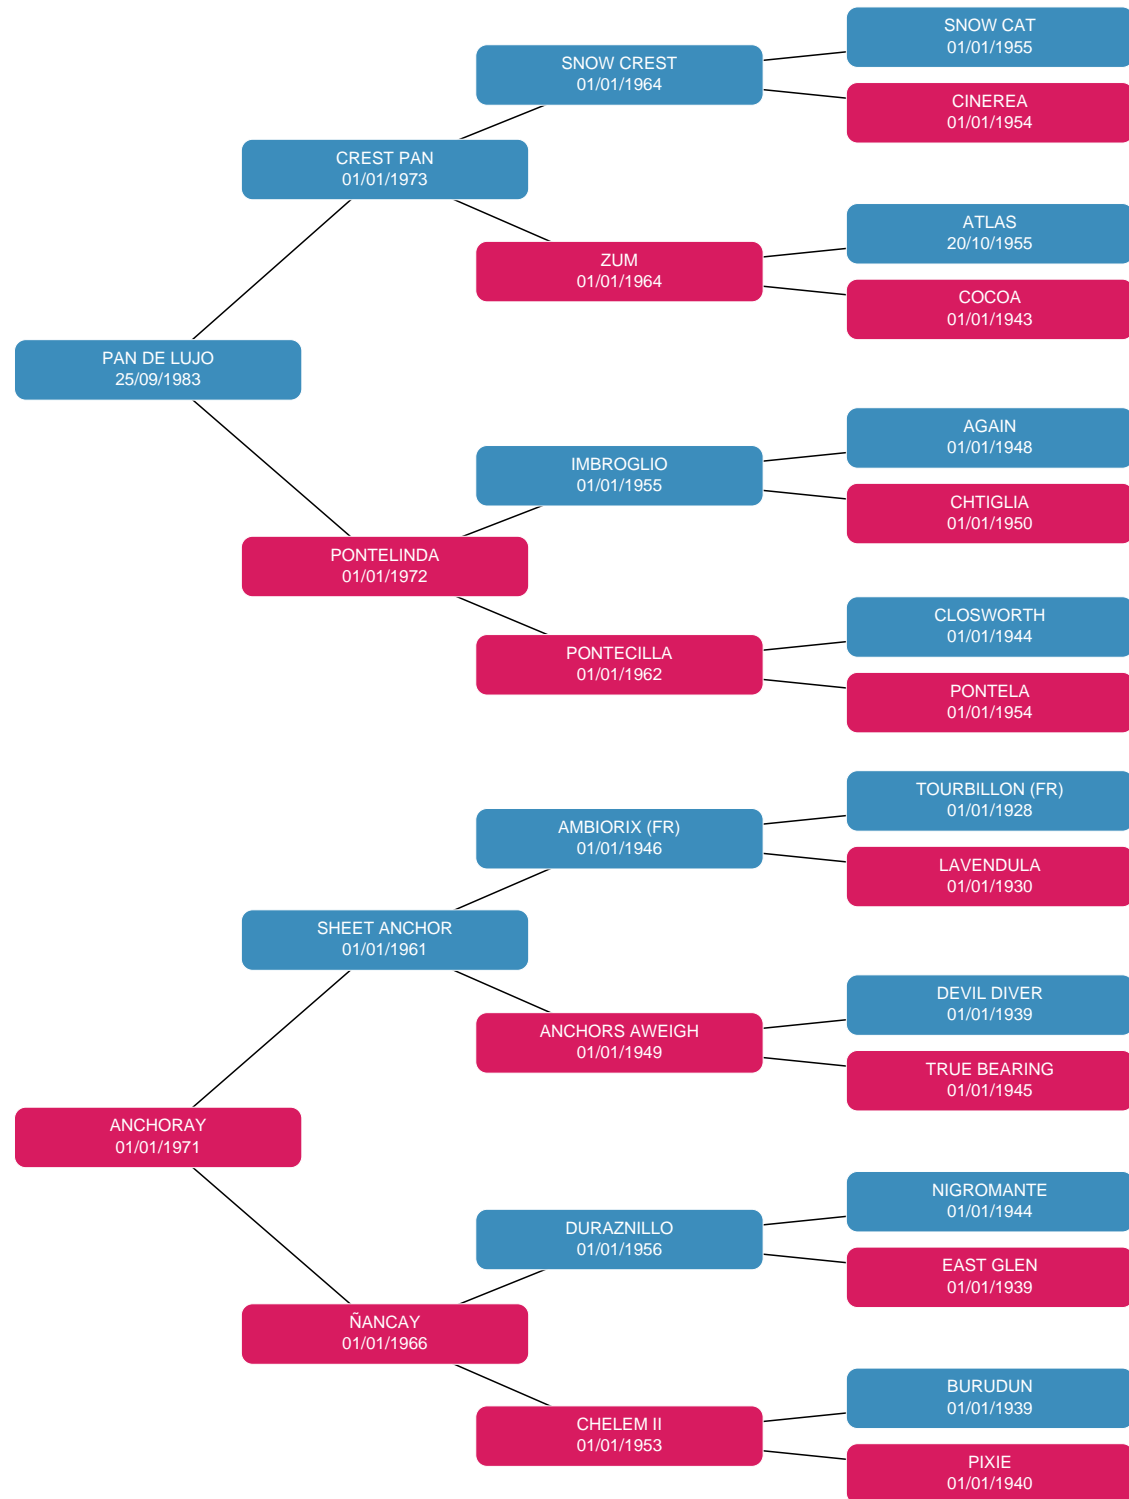 SNOW CAT
01/01/1955
SNOW CREST
01/01/1964
CINEREA
01/01/1954
CREST PAN
01/01/1973
ATLAS
20/10/1955
ZUM
01/01/1964
COCOA
01/01/1943
PAN DE LUJO
25/09/1983
AGAIN
01/01/1948
IMBROGLIO
01/01/1955
CHTIGLIA
01/01/1950
PONTELINDA
01/01/1972
CLOSWORTH
01/01/1944
PONTECILLA
01/01/1962
PONTELA
01/01/1954
TOURBILLON (FR)
01/01/1928
AMBIORIX (FR)
01/01/1946
LAVENDULA
01/01/1930
SHEET ANCHOR
01/01/1961
DEVIL DIVER
01/01/1939
ANCHORS AWEIGH
01/01/1949
TRUE BEARING
01/01/1945
ANCHORAY
01/01/1971
NIGROMANTE
01/01/1944
DURAZNILLO
01/01/1956
EAST GLEN
01/01/1939
ÑANCAY
01/01/1966
BURUDUN
01/01/1939
CHELEM II
01/01/1953
PIXIE
01/01/1940